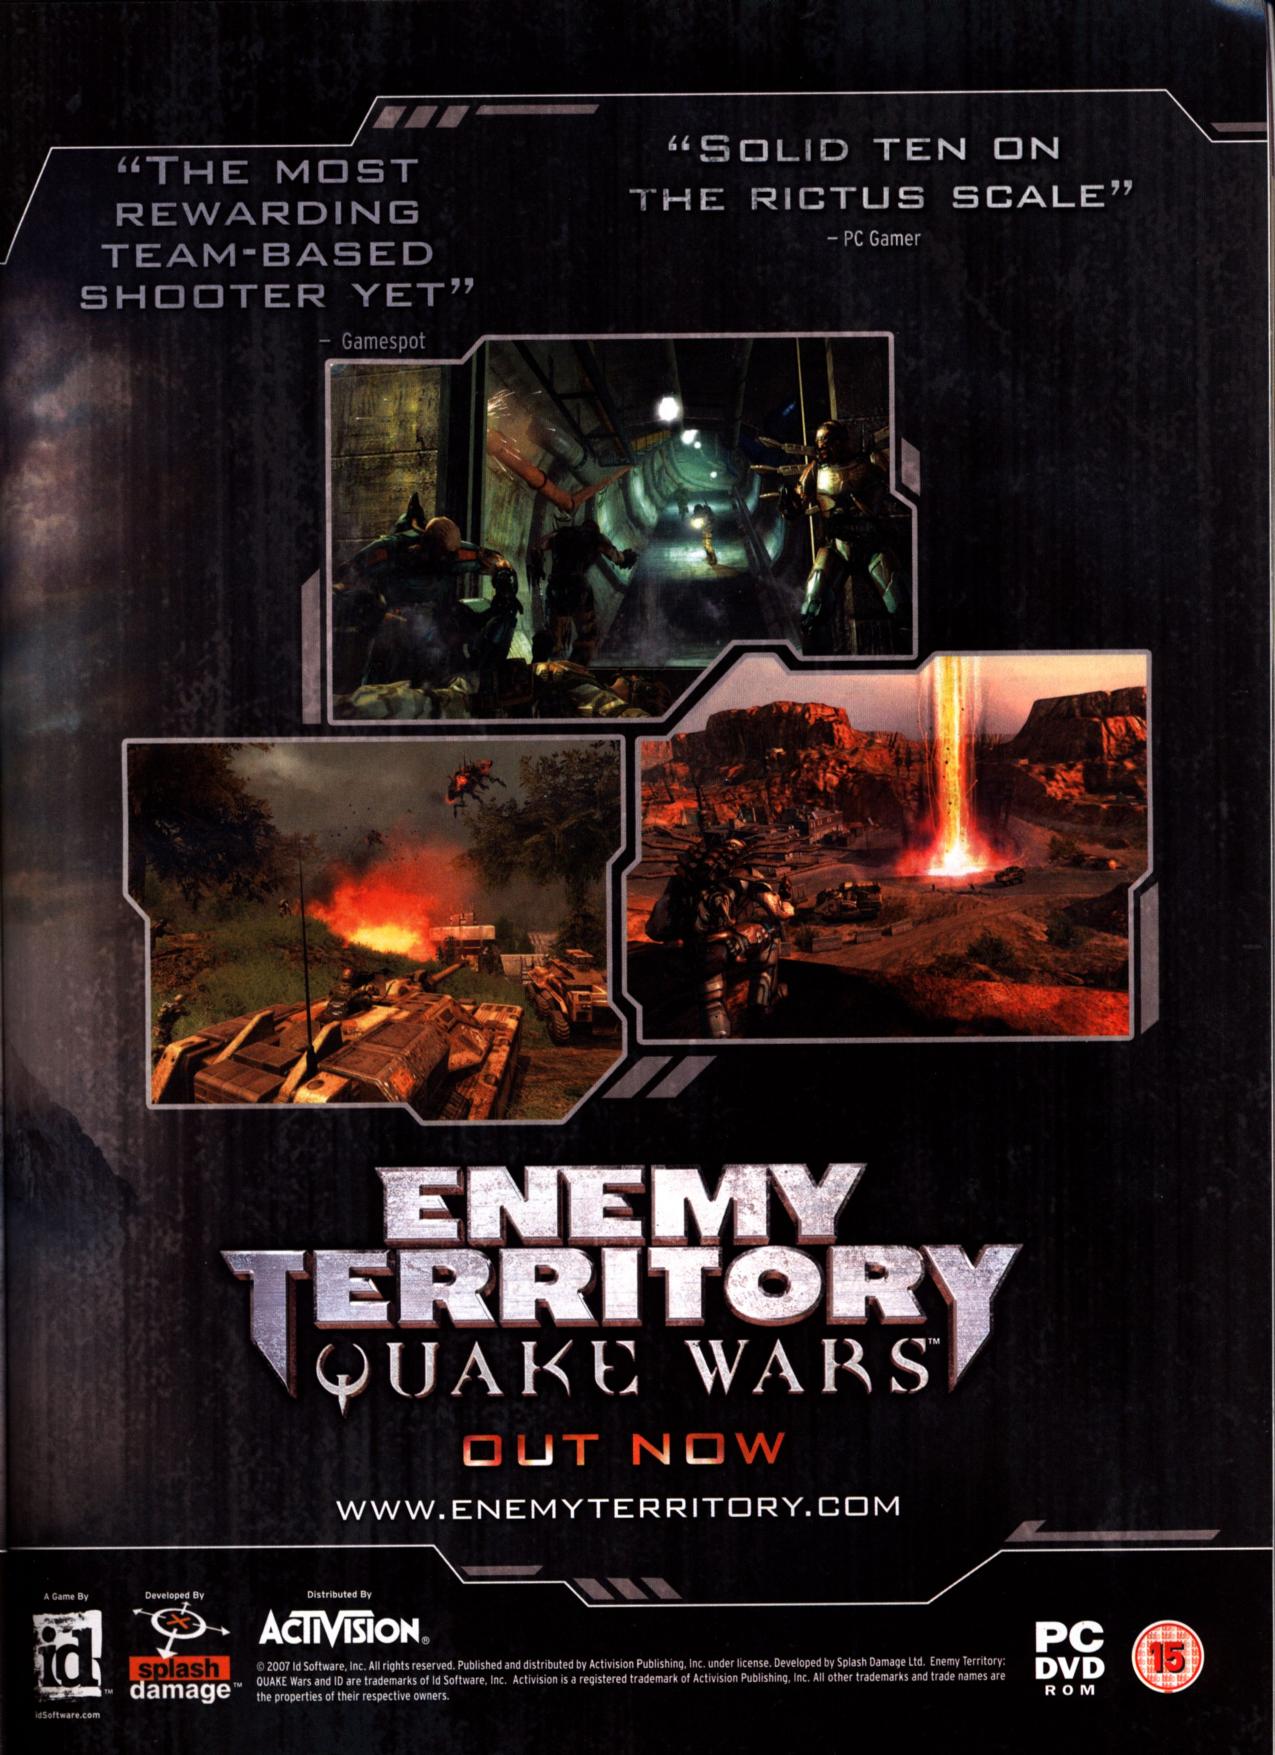 “THE MOST
REWARDING
TEAM-BASED
SHOOTER YET”
– Gamespot
“SOLID TEN ON
THE RICTUS SCALE”
– PC Gamer
ENEMY
TERRITORY
QUAKE WARS™
OUT NOW
WWW.ENEMYTERRITORY.COM
A Game By
id™
idSoftware.com
Developed By
splash
damage™
Distributed By
ACTIVISION®
© 2007 Id Software, Inc. All rights reserved. Published and distributed by Activision Publishing, Inc. under license. Developed by Splash Damage Ltd. Enemy Territory:
QUAKE Wars and ID are trademarks of Id Software, Inc. Activision is a registered trademark of Activision Publishing, Inc. All other trademarks and trade names are
the properties of their respective owners.
PC
DVD
ROM
15